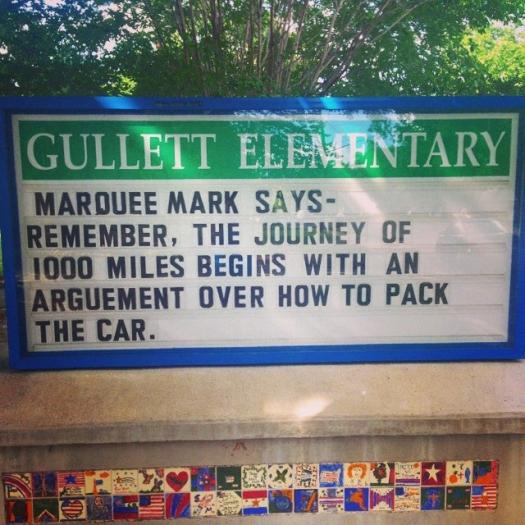 GULLETT ELEMENTARY
MARQUEE MARK SAYS-
REMEMBER, THE JOURNEY OF
1000 MILES BEGINS WITH AN
ARGUEMENT OVER HOW TO PACK
THE CAR.